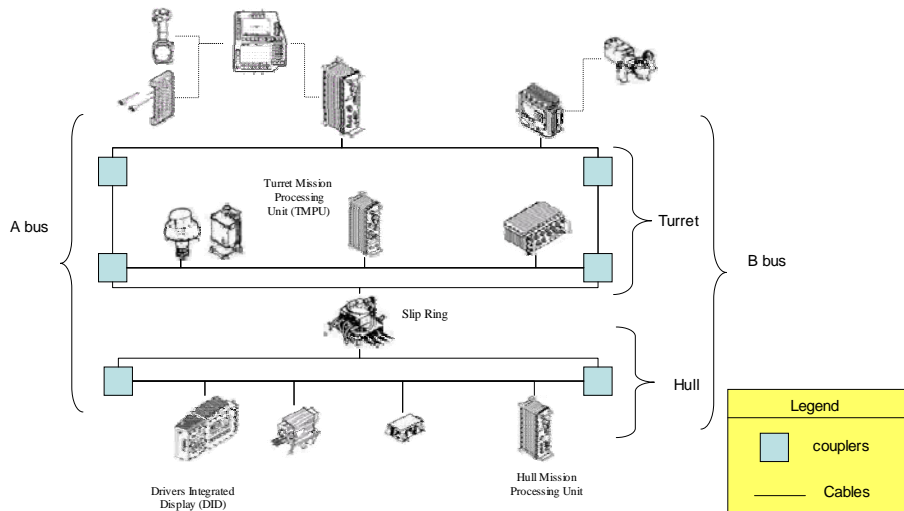 Turret Mission
Processing
Unit (TMPU)
A bus
Turret
B bus
Slip Ring
Hull
Legend
couplers
Cables
Drivers Integrated
Display (DID)
Hull Mission
Processing Unit